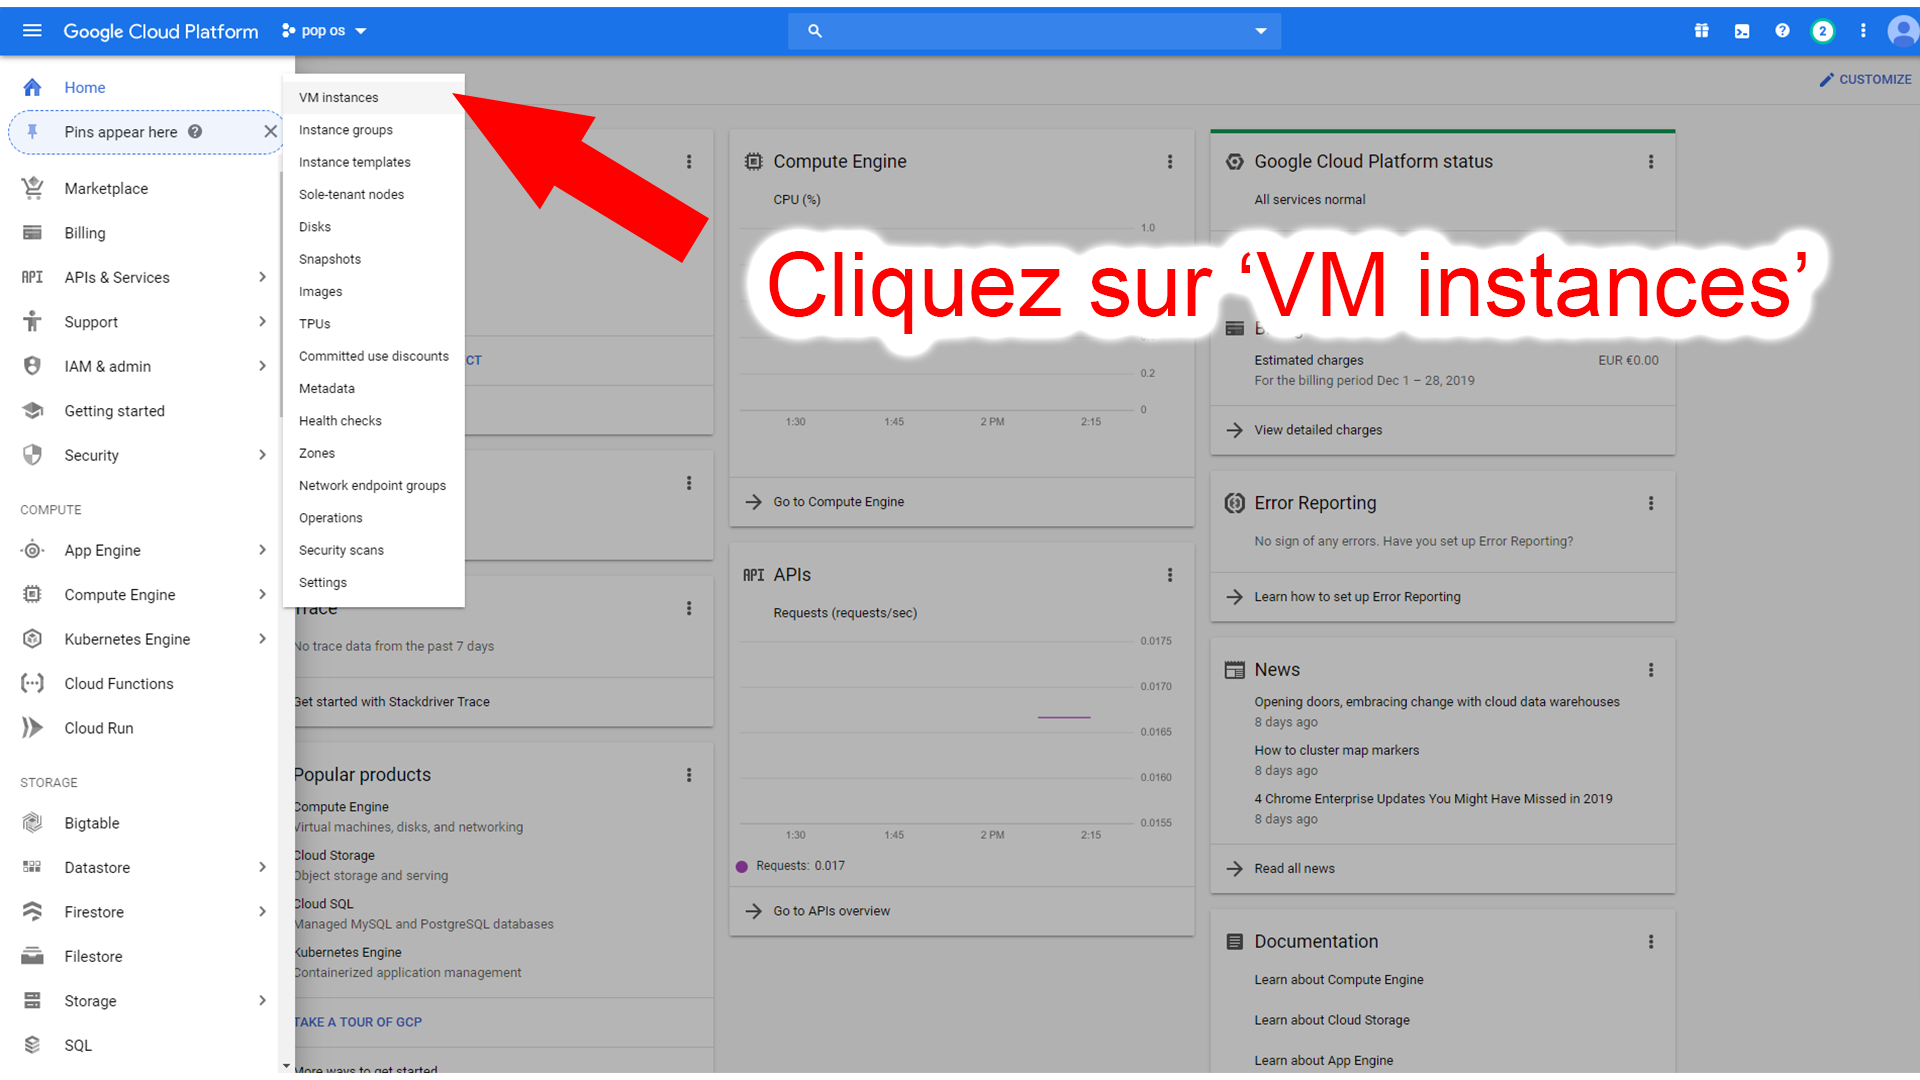 Google Cloud Platform
pop os
2
CUSTOMIZE
Home
Pins appear here
Marketplace
Billing
API APIs & Services
Support
IAM & admin
Getting started
Security
COMPUTE
App Engine
Compute Engine
Kubernetes Engine
Cloud Functions
Cloud Run
STORAGE
Bigtable
Datastore
Firestore
Filestore
Storage
SQL
VM instances
Instance groups
Instance templates
Sole-tenant nodes
Disks
Snapshots
Images
TPUs
Committed use discounts
Metadata
Health checks
Zones
Network endpoint groups
Operations
Security scans
Settings
Cliquez sur ‘VM instances’
CT
Trace
No trace data from the past 7 days
Get started with Stackdriver Trace
Popular products
Compute Engine
Virtual machines, disks, and networking
Cloud Storage
Object storage and serving
Cloud SQL
Managed MySQL and PostgreSQL databases
Kubernetes Engine
Containerized application management
TAKE A TOUR OF GCP
More ways to get started
Compute Engine
CPU (%)
1.0
0.2
0
1:30 1:45 2 PM 2:15
Go to Compute Engine
API APIs
Requests (requests/sec)
0.0175
0.0170
0.0165
0.0160
0.0155
1:30 1:45 2 PM 2:15
Requests: 0.017
Go to APIs overview
Google Cloud Platform status
All services normal
Estimated charges EUR €0.00
For the billing period Dec 1 – 28, 2019
View detailed charges
Error Reporting
No sign of any errors. Have you set up Error Reporting?
Learn how to set up Error Reporting
News
Opening doors, embracing change with cloud data warehouses
8 days ago
How to cluster map markers
8 days ago
4 Chrome Enterprise Updates You Might Have Missed in 2019
8 days ago
Read all news
Documentation
Learn about Compute Engine
Learn about Cloud Storage
Learn about App Engine